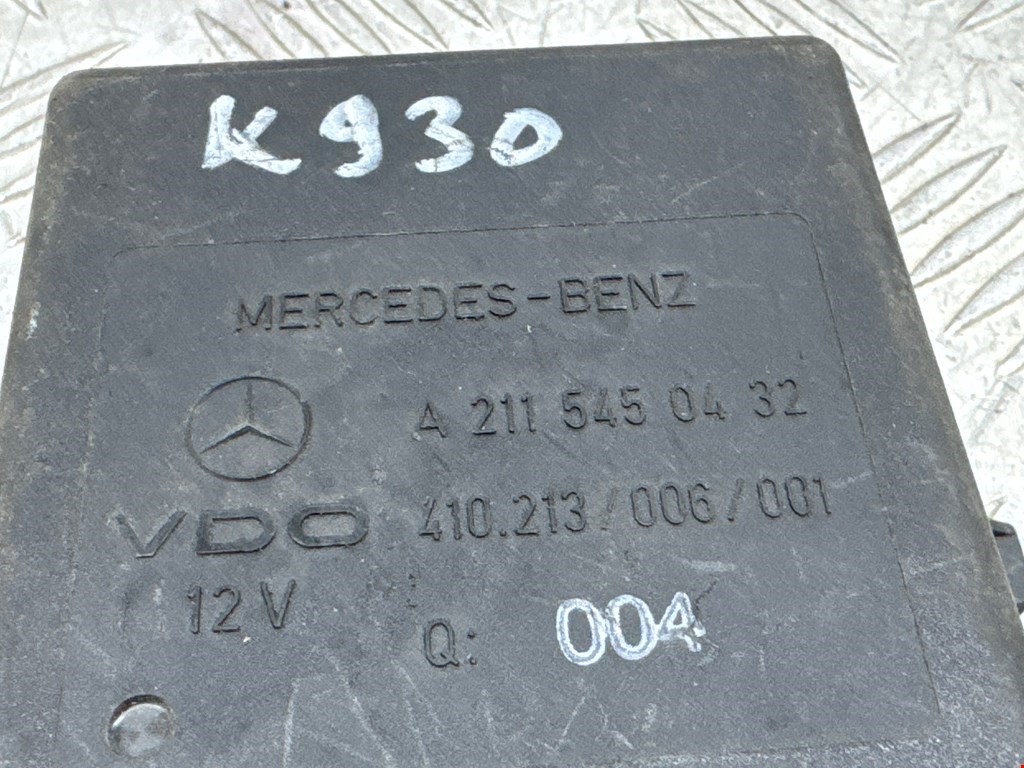 K930
MERCEDES-BENZ
A 211 545 04 32
VDO 410.213/006/001
12 V
Q: 004